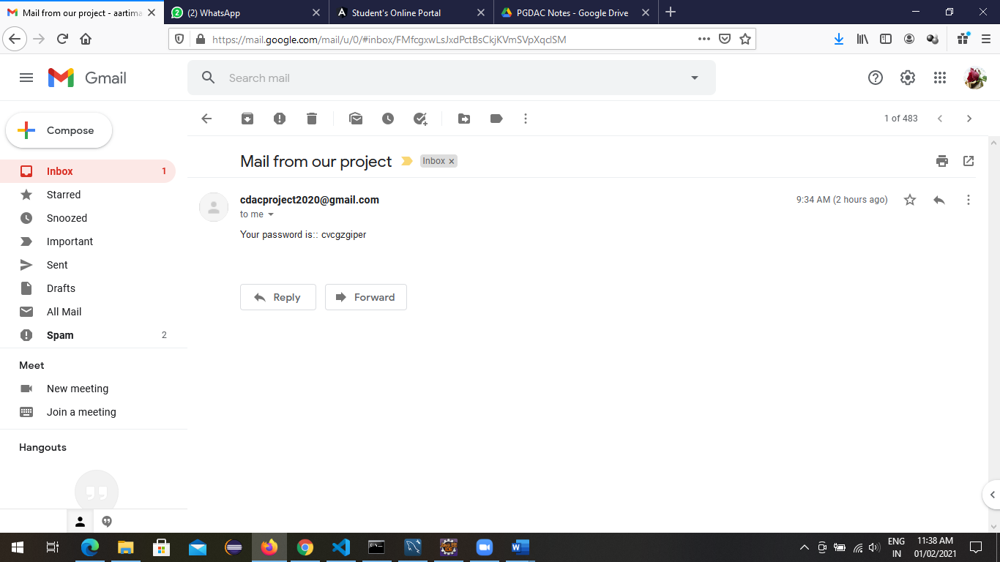 Mail from our project - aartima
(2) WhatsApp
Student's Online Portal
PGDAC Notes - Google Drive
https://mail.google.com/mail/u/0/#inbox/FMfcgxwLsJxdPctBsCkjKVmSVpXqclSM
Gmail
Search mail
Compose
1 of 483
Inbox 1
Starred
Snoozed
Important
Sent
Drafts
All Mail
Spam 2
Meet
New meeting
Join a meeting
Hangouts
Mail from our project Inbox x
cdacproject2020@gmail.com 9:34 AM (2 hours ago)
to me
Your password is:: cvcgzgiper
Reply Forward
ENG 11:38 AM
IN 01/02/2021